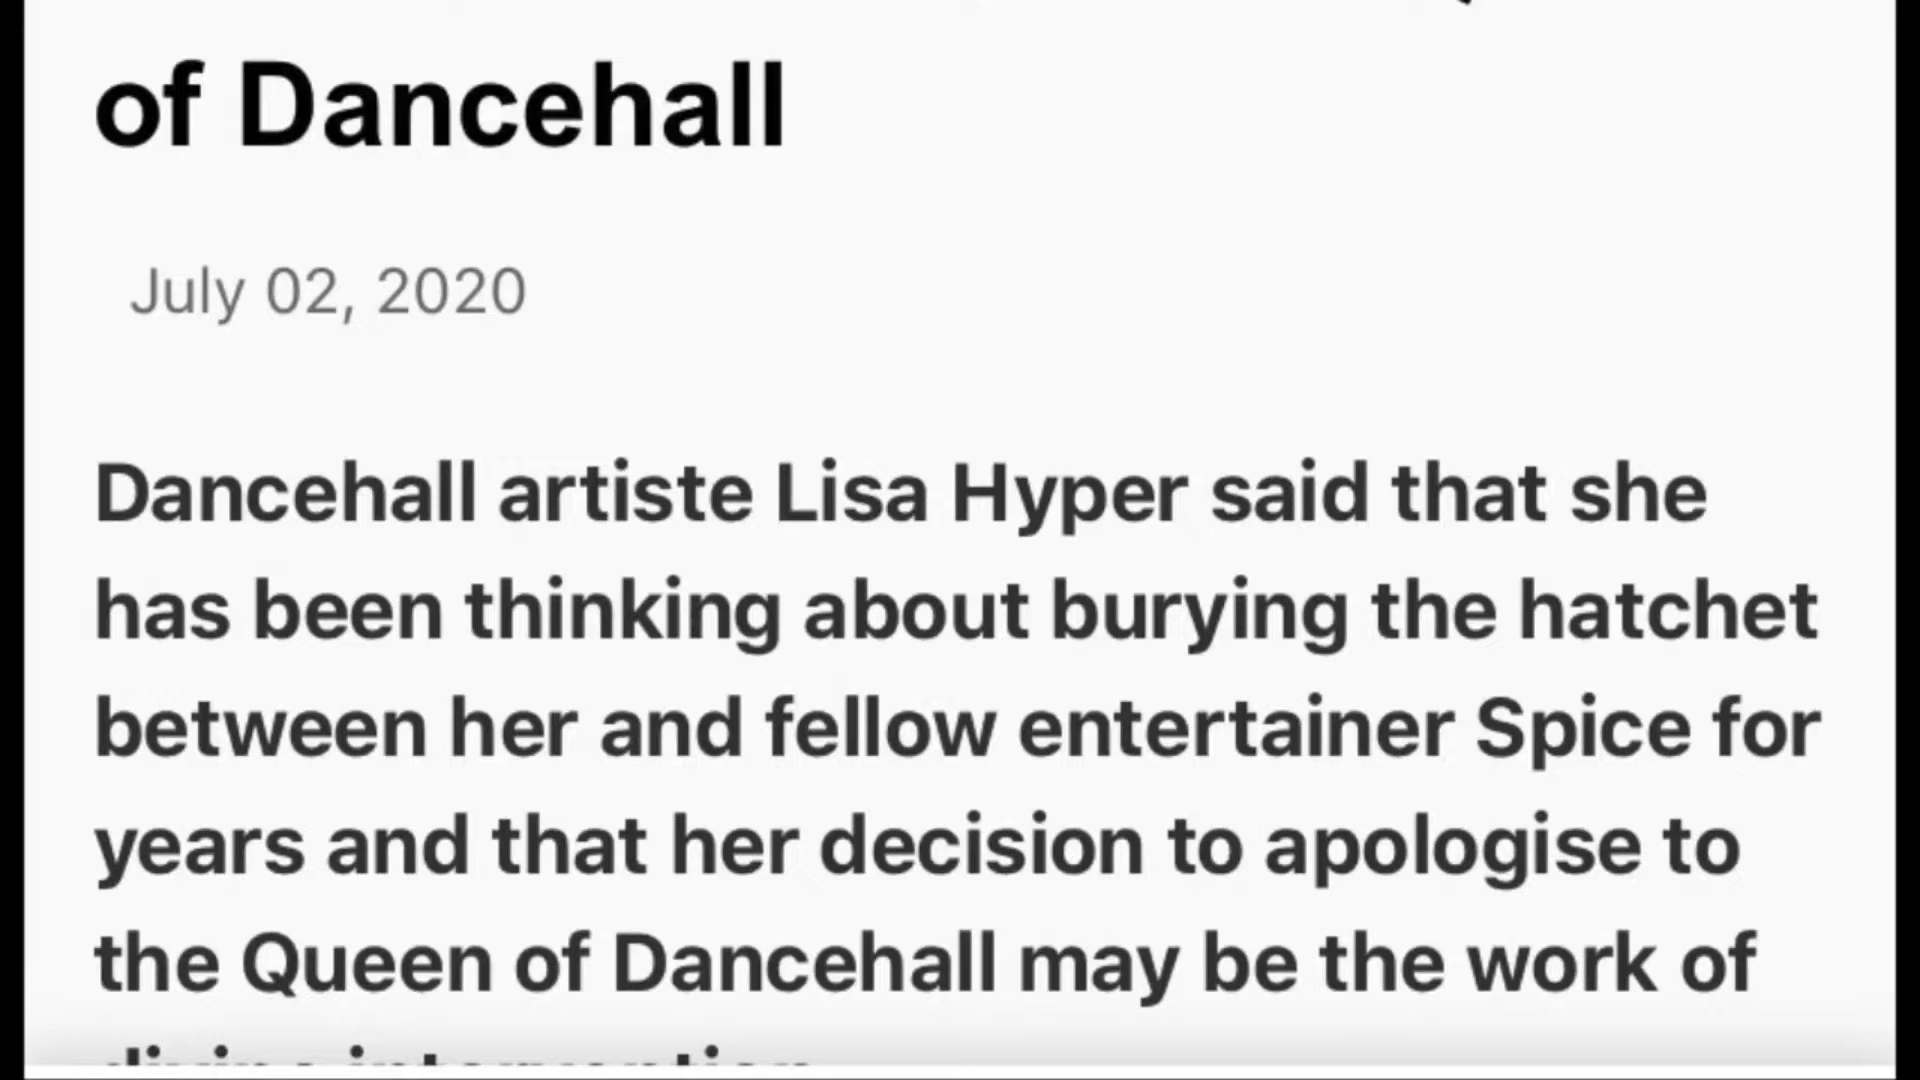 of Dancehall
July 02, 2020
Dancehall artiste Lisa Hyper said that she
has been thinking about burying the hatchet
between her and fellow entertainer Spice for
years and that her decision to apologise to
the Queen of Dancehall may be the work of